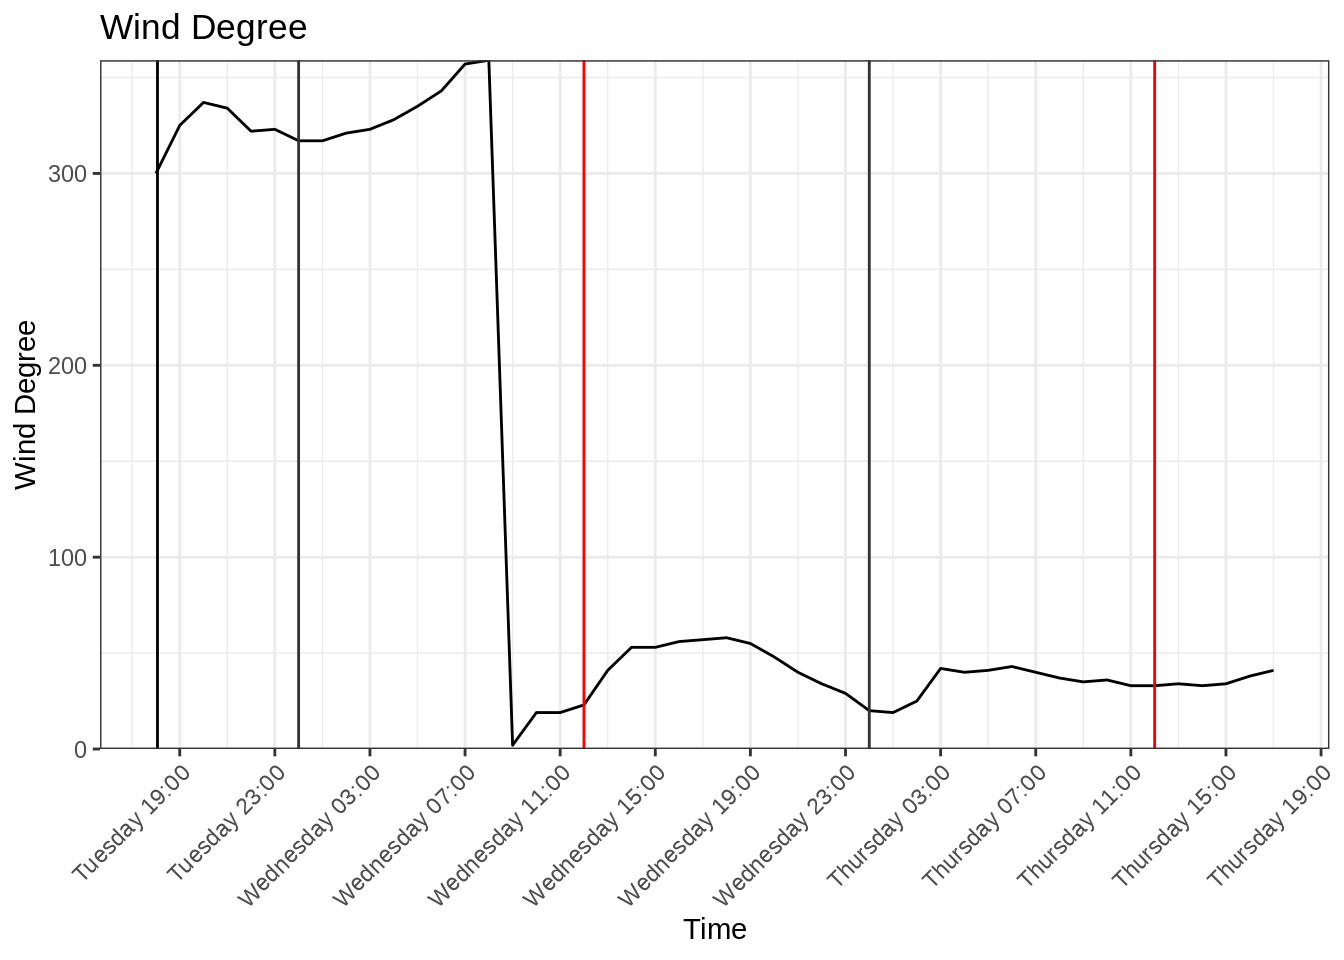 Wind Degree
Wind Degree
300
200
100
0
Tuesday 19:00
Tuesday 23:00
Wednesday 03:00
Wednesday 07:00
Wednesday 11:00
Wednesday 15:00
Wednesday 19:00
Wednesday 23:00
Thursday 03:00
Thursday 07:00
Thursday 11:00
Thursday 15:00
Thursday 19:00
Time